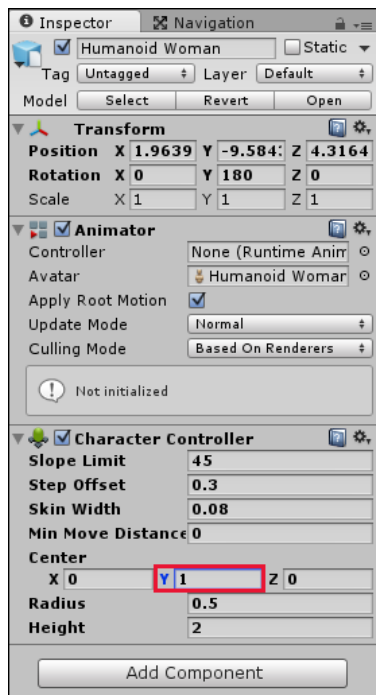 Inspector Navigation
Humanoid Woman Static
Tag Untagged Layer Default
Model Select Revert Open
Transform
Position X 1.9639 Y -9.584 Z 4.3164
Rotation X 0 Y 180 Z 0
Scale X 1 Y 1 Z 1
Animator
Controller None (Runtime Anim
Avatar Humanoid Woman
Apply Root Motion
Update Mode Normal
Culling Mode Based On Renderers
! Not initialized
Character Controller
Slope Limit 45
Step Offset 0.3
Skin Width 0.08
Min Move Distance 0
Center
X 0 Y 1 Z 0
Radius 0.5
Height 2
Add Component